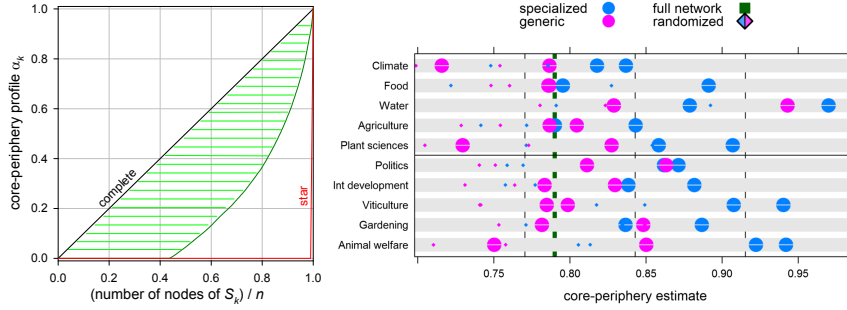 core-periphery profile αk
1.0
0.8
0.6
0.4
0.2
0.0
complete
star
0.0 0.2 0.4 0.6 0.8 1.0
(number of nodes of Sk) / n
specialized full network
generic randomized
Climate
Food
Water
Agriculture
Plant sciences
Politics
Int development
Viticulture
Gardening
Animal welfare
0.75 0.80 0.85 0.90 0.95
core-periphery estimate